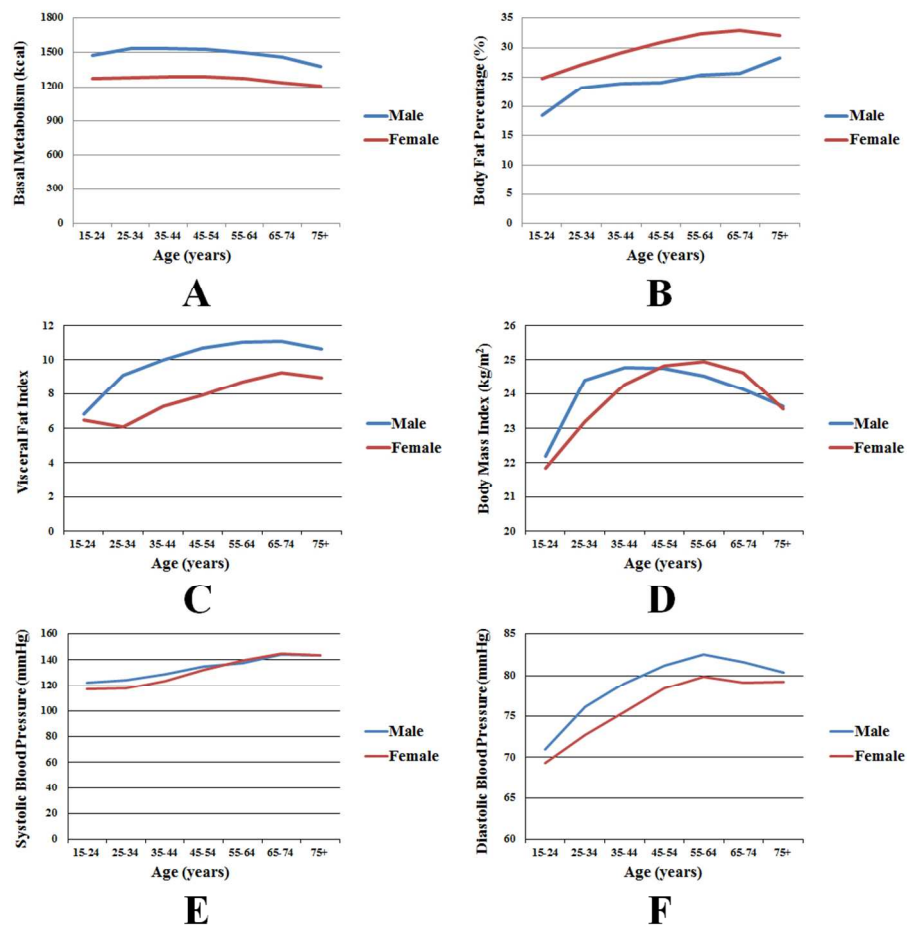 Basal Metabolism (kcal)
1800
1500
1200
900
600
300
0
15-24 25-34 35-44 45-54 55-64 65-74 75+
Age (years)
Male
Female
A
Body Fat Percentage (%)
35
30
25
20
15
10
5
0
15-24 25-34 35-44 45-54 55-64 65-74 75+
Age (years)
Male
Female
B
Visceral Fat Index
12
10
8
6
4
2
0
15-24 25-34 35-44 45-54 55-64 65-74 75+
Age (years)
Male
Female
C
Body Mass Index (kg/m²)
26
25
24
23
22
21
20
15-24 25-34 35-44 45-54 55-64 65-74 75+
Age (years)
Male
Female
D
Systolic Blood Pressure (mmHg)
160
140
120
100
80
60
40
20
0
15-24 25-34 35-44 45-54 55-64 65-74 75+
Age (years)
Male
Female
E
Diastolic Blood Pressure (mmHg)
85
80
75
70
65
60
15-24 25-34 35-44 45-54 55-64 65-74 75+
Age (years)
Male
Female
F